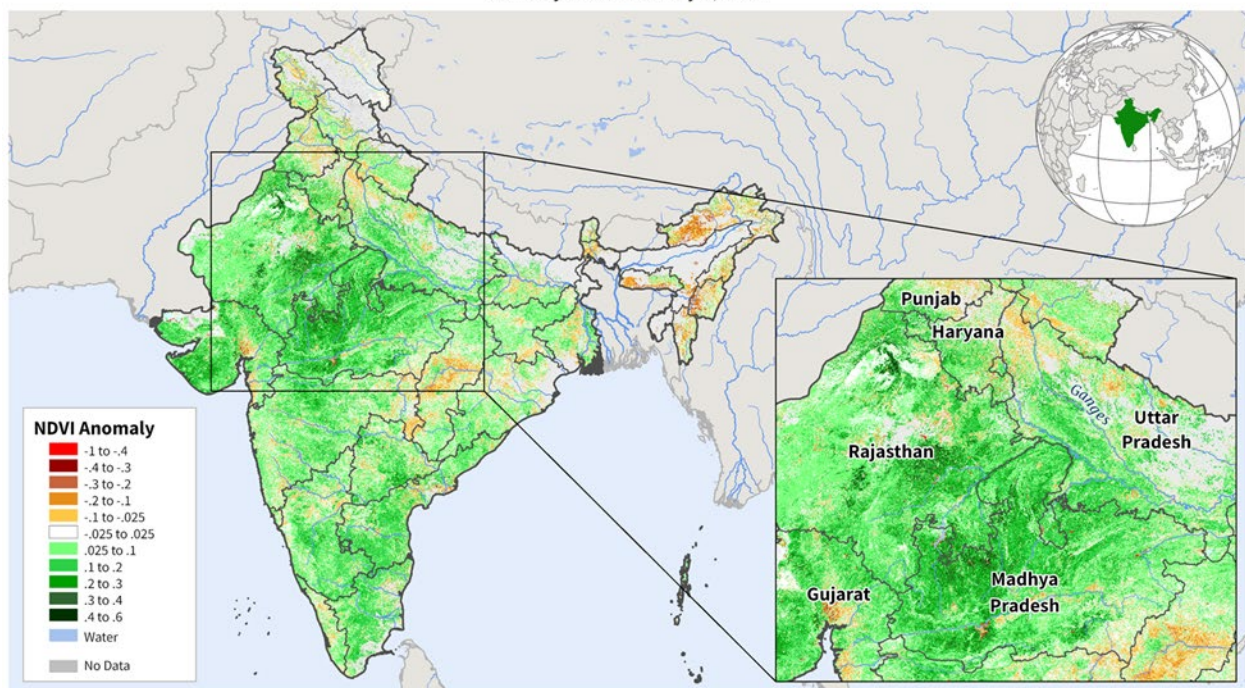 NDVI Anomaly
-1 to -.4
-.4 to -.3
-.3 to -.2
-.2 to -.1
-.1 to -.025
-.025 to .025
.025 to .1
.1 to .2
.2 to .3
.3 to .4
.4 to .6
Water
No Data
Punjab
Haryana
Ganges
Uttar
Pradesh
Rajasthan
Gujarat
Madhya
Pradesh